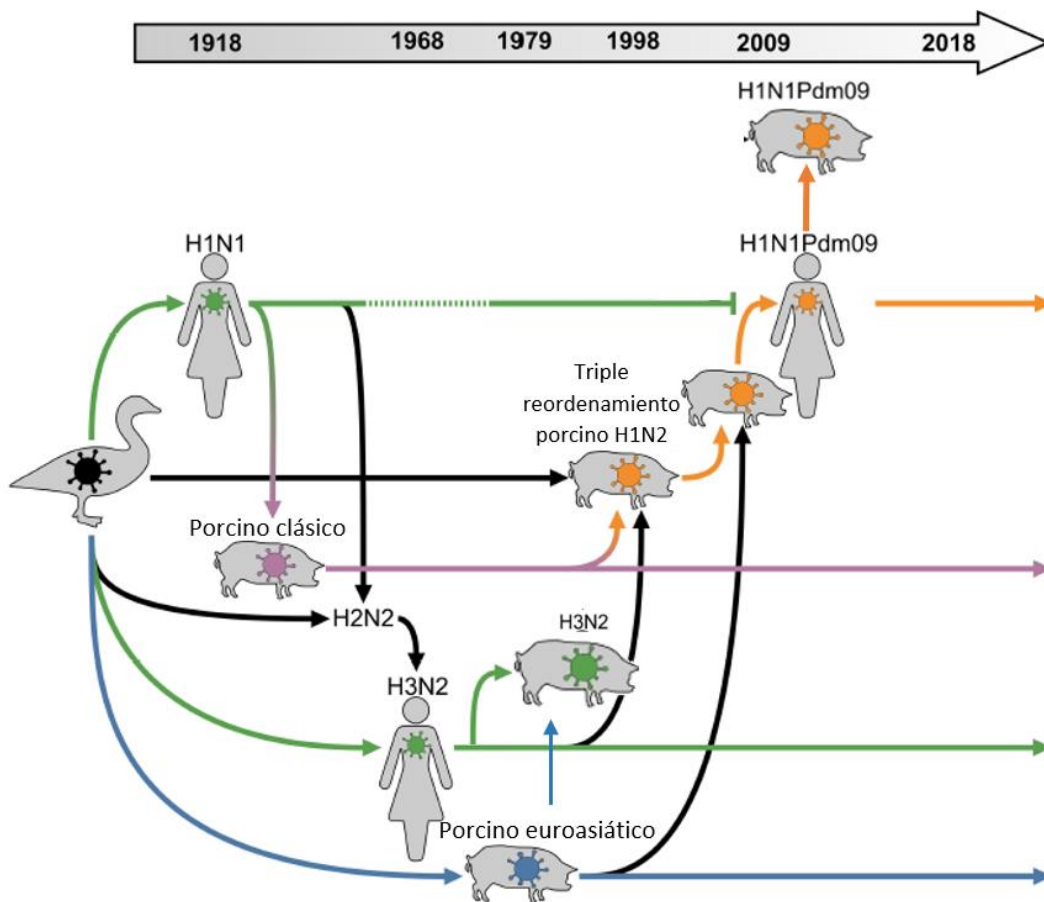 1918 1968 1979 1998 2009 2018
H1N1Pdm09
H1N1
H1N1Pdm09
Triple
reordenamiento
porcino H1N2
Porcino clásico
H2N2
H3N2
H3N2
Porcino euroasiático